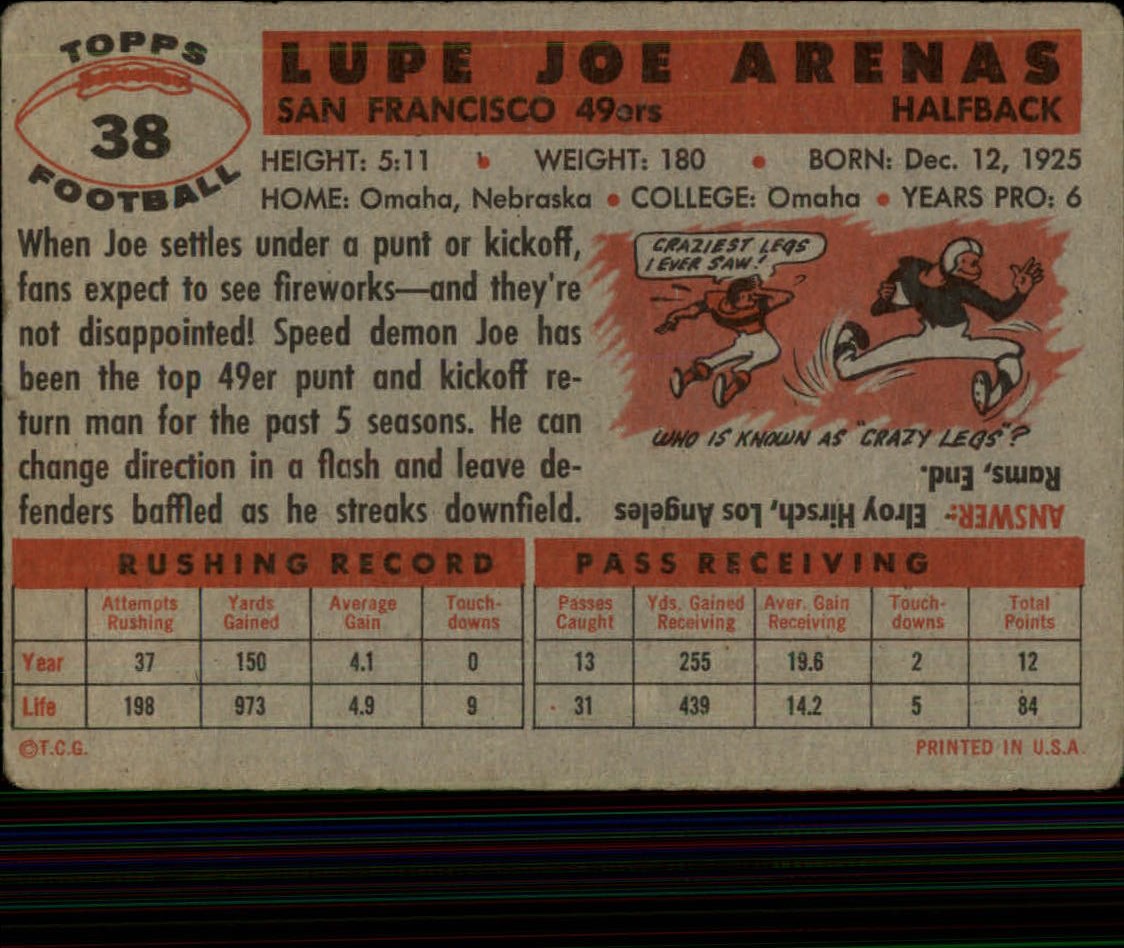 TOPPS
38
FOOTBALL
LUPE JOE ARENAS
SAN FRANCISCO 49ers HALFBACK
HEIGHT: 5:11 • WEIGHT: 180 • BORN: Dec. 12, 1925
HOME: Omaha, Nebraska • COLLEGE: Omaha • YEARS PRO: 6
When Joe settles under a punt or kickoff,
fans expect to see fireworks—and they're
not disappointed! Speed demon Joe has
been the top 49er punt and kickoff re-
turn man for the past 5 seasons. He can
change direction in a flash and leave de-
fenders baffled as he streaks downfield.
CRAZIEST LEGS
I EVER SAW!
WHO IS KNOWN AS "CRAZY LEGS"?
ANSWER: Elroy Hirsch, Los Angeles
Rams, End.
RUSHING RECORD
Attempts Rushing Yards Gained Average Gain Touch-downs
Year 37 150 4.1 0
Life 198 973 4.9 9
PASS RECEIVING
Passes Caught Yds. Gained Receiving Aver. Gain Receiving Touch-downs Total Points
13 255 19.6 2 12
31 439 14.2 5 84
©T.C.G. PRINTED IN U.S.A.